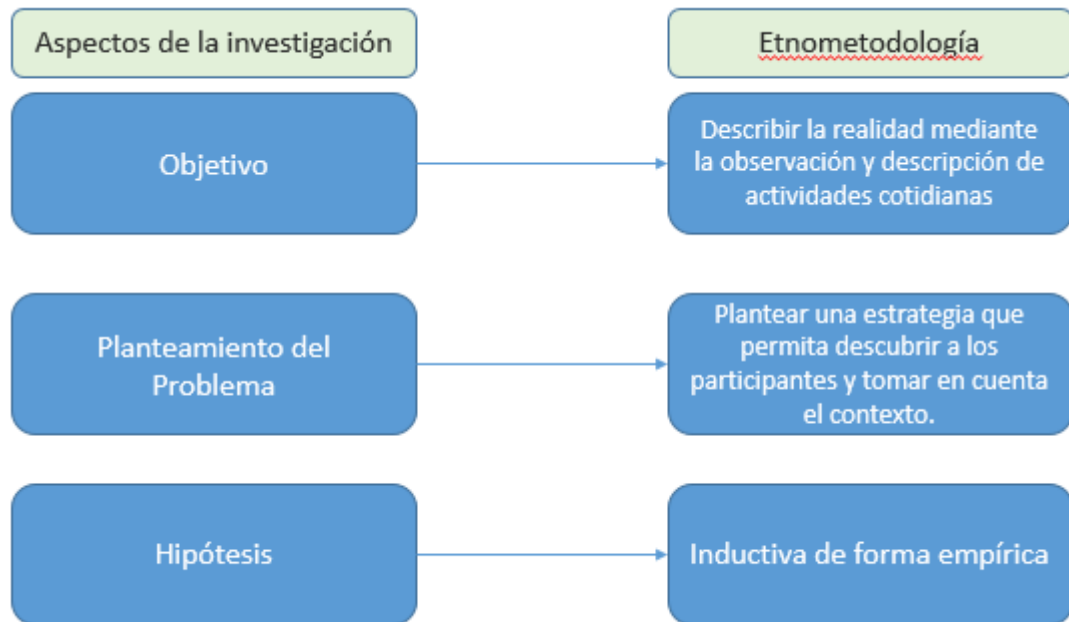 Aspectos de la investigación
Etnometodología
Objetivo
Describir la realidad mediante
la observación y descripción de
actividades cotidianas
Planteamiento del
Problema
Plantear una estrategia que
permita descubrir a los
participantes y tomar en cuenta
el contexto.
Hipótesis
Inductiva de forma empírica